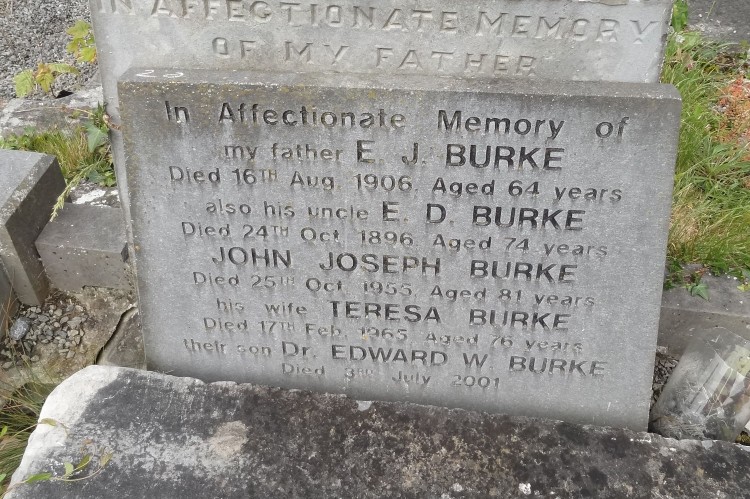 IN AFFECTIONATE MEMORY
OF MY FATHER
In Affectionate Memory of
my father E. J. BURKE
Died 16TH Aug. 1906. Aged 64 years
also his uncle E. D. BURKE
Died 24TH Oct. 1896. Aged 74 years
JOHN JOSEPH BURKE
Died 25TH Oct. 1955. Aged 81 years
his wife TERESA BURKE
Died 17TH Feb. 1965. Aged 76 years
their son Dr. EDWARD W. BURKE
Died 3RD July 2001